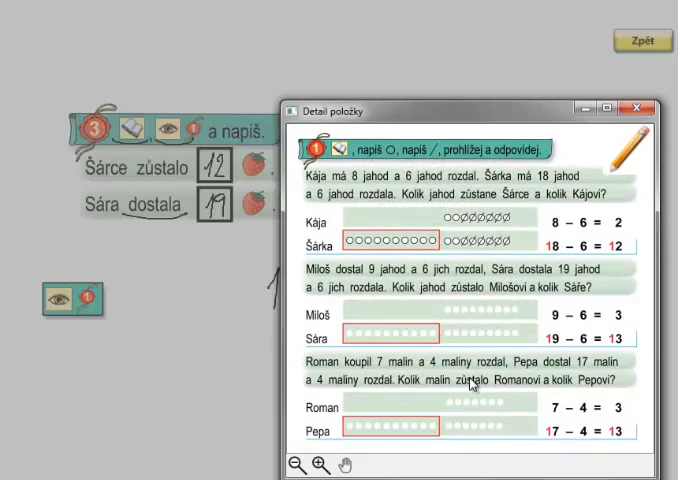 Zpět
3 a napiš.
Šárce zůstalo 12 .
Sára dostala 19 .
Detail položky
1 , napiš O, napiš /, prohlížej a odpovídej.
Kája má 8 jahod a 6 jahod rozdal. Šárka má 18 jahod
a 6 jahod rozdala. Kolik jahod zůstane Šárce a kolik Kájovi?
Kája 8 – 6 = 2
Šárka 18 – 6 = 12
Miloš dostal 9 jahod a 6 jich rozdal, Sára dostala 19 jahod
a 6 jich rozdala. Kolik jahod zůstalo Milošovi a kolik Sáře?
Miloš 9 – 6 = 3
Sára 19 – 6 = 13
Roman koupil 7 malin a 4 maliny rozdal, Pepa dostal 17 malin
a 4 maliny rozdal. Kolik malin zůstalo Romanovi a kolik Pepovi?
Roman 7 – 4 = 3
Pepa 17 – 4 = 13
1